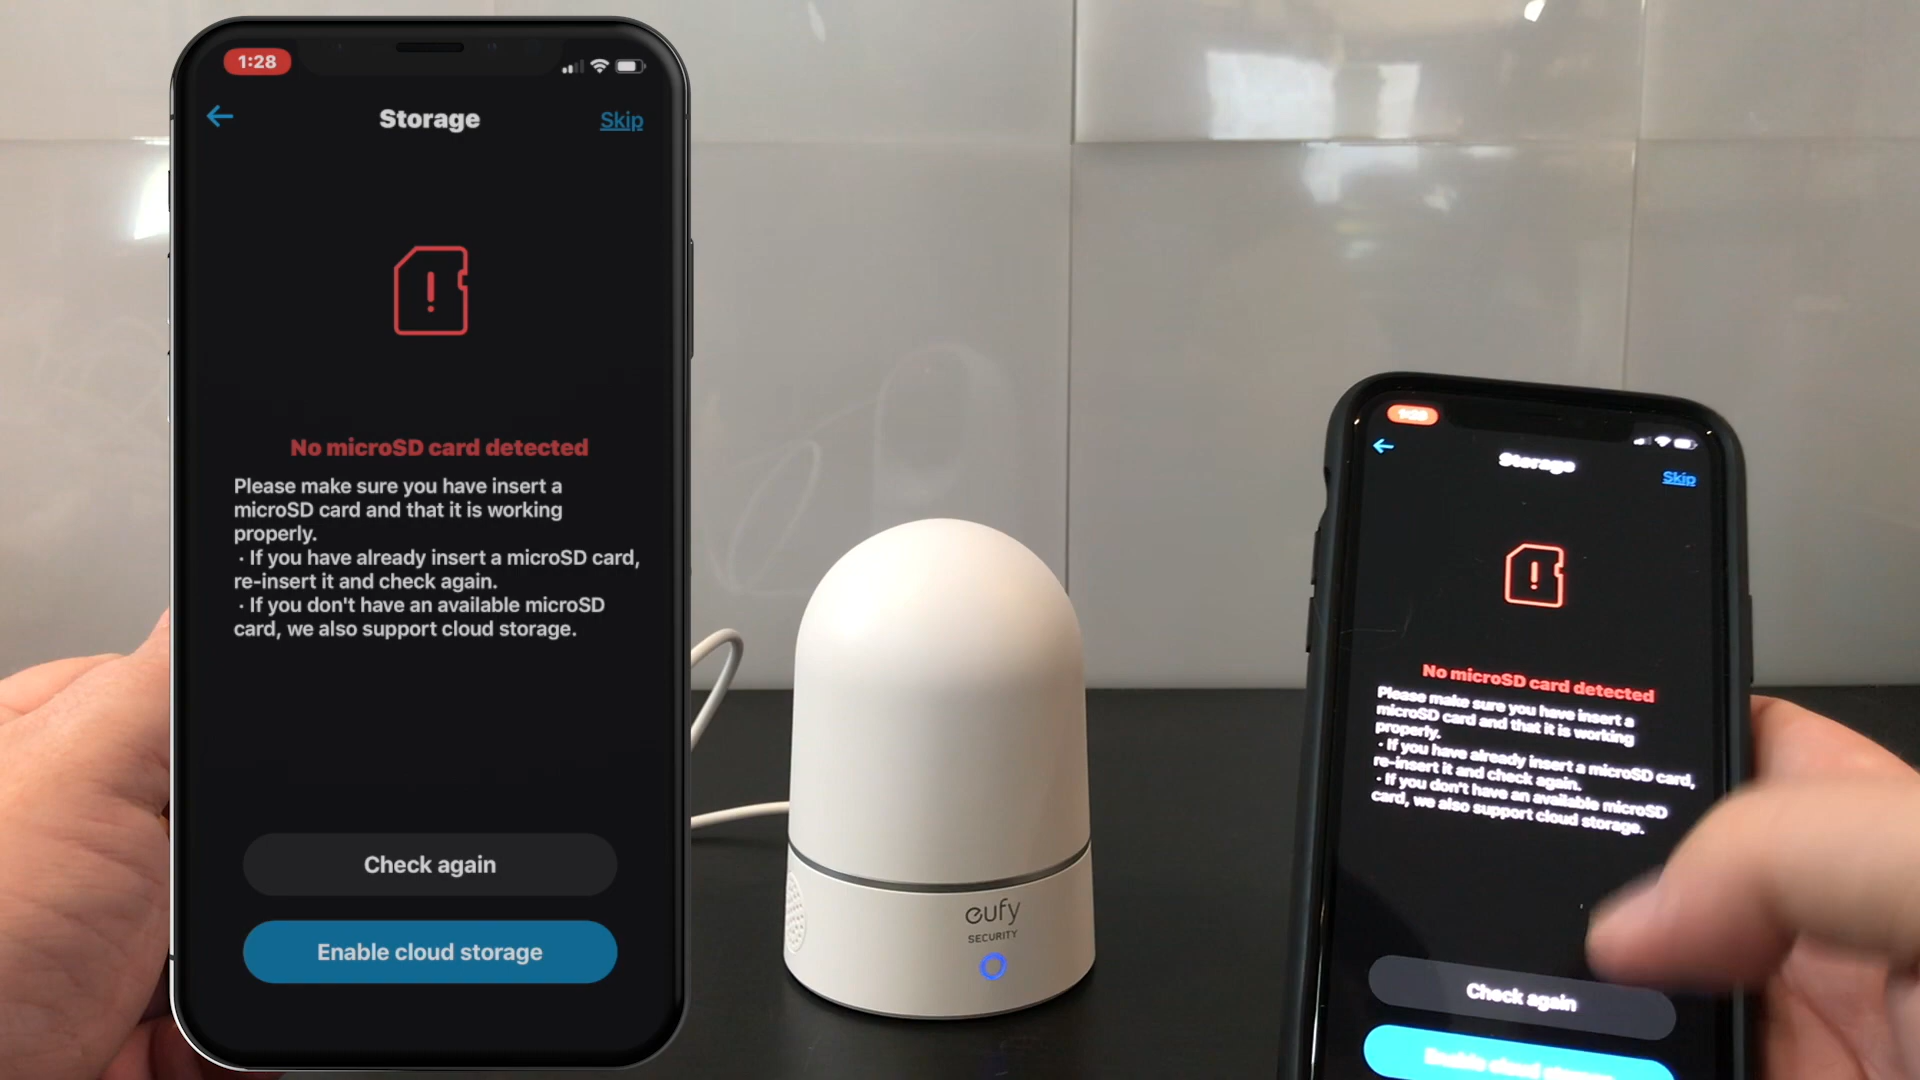 1:28
Storage
Skip
No microSD card detected
Please make sure you have insert a
microSD card and that it is working
properly.
· If you have already insert a microSD card,
re-insert it and check again.
· If you don't have an available microSD
card, we also support cloud storage.
Check again
Enable cloud storage
eufy
SECURITY
Storage
Skip
No microSD card detected
Please make sure you have insert a
microSD card and that it is working
properly.
· If you have already insert a microSD card,
re-insert it and check again.
· If you don't have an available microSD
card, we also support cloud storage.
Check again
Enable cloud storage